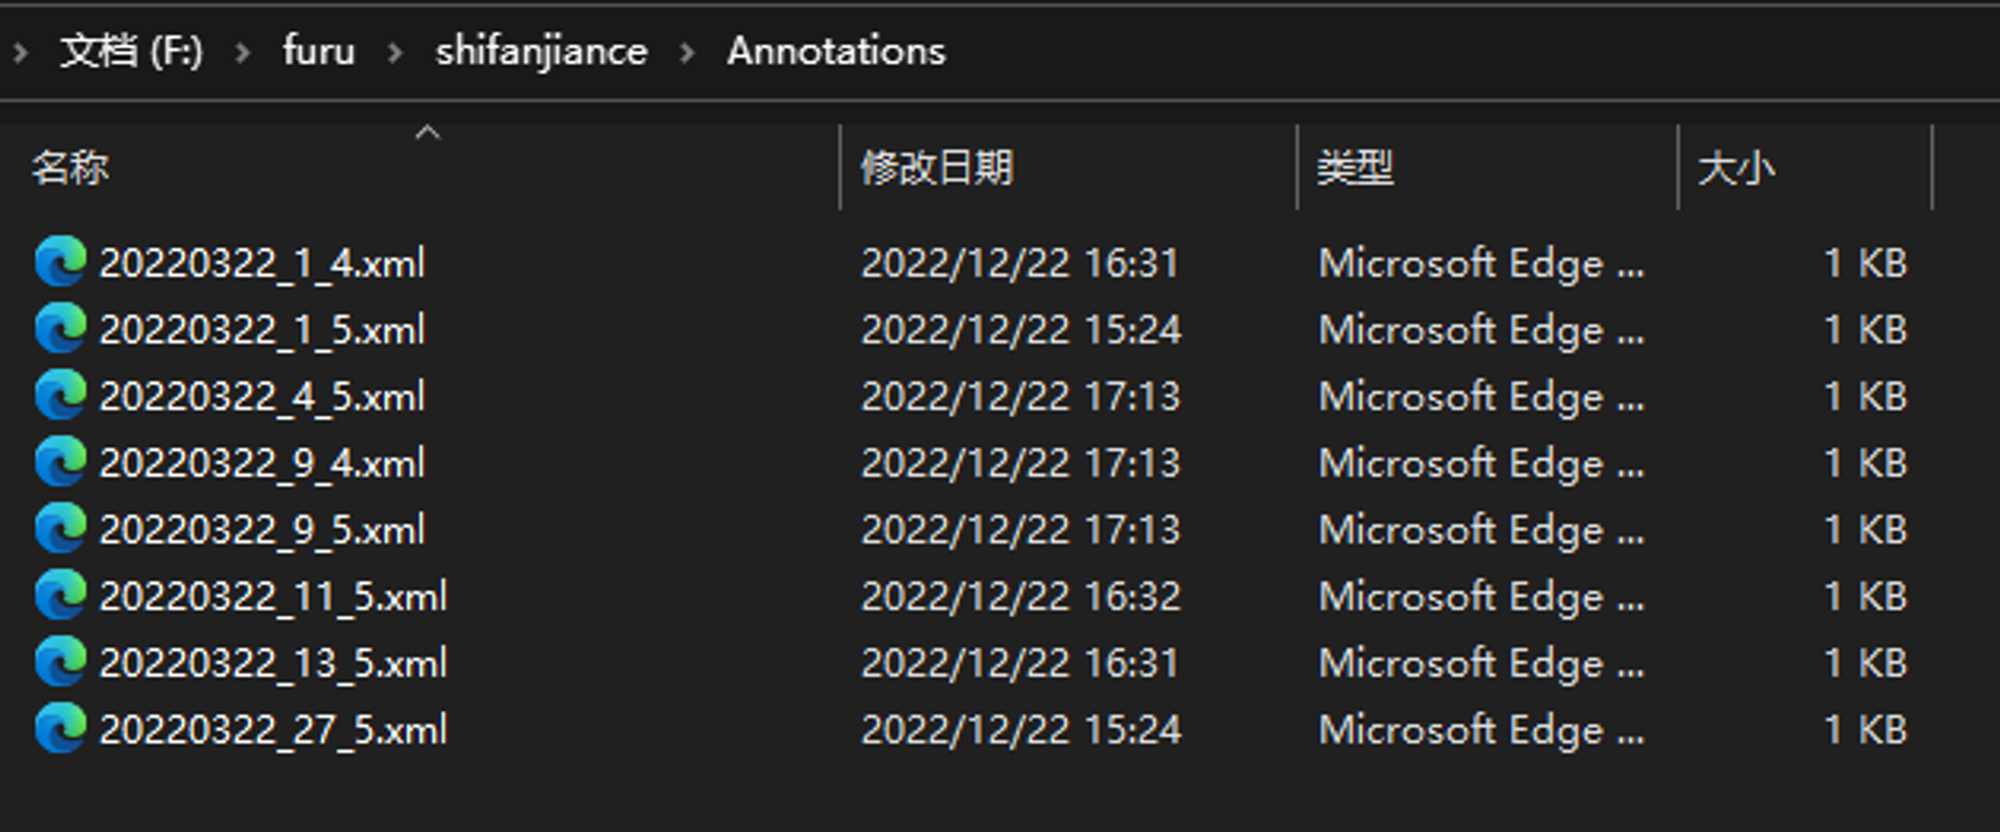 文档 (F:) > furu > shifanjiance > Annotations
名称 修改日期 类型 大小
20220322_1_4.xml 2022/12/22 16:31 Microsoft Edge ... 1 KB
20220322_1_5.xml 2022/12/22 15:24 Microsoft Edge ... 1 KB
20220322_4_5.xml 2022/12/22 17:13 Microsoft Edge ... 1 KB
20220322_9_4.xml 2022/12/22 17:13 Microsoft Edge ... 1 KB
20220322_9_5.xml 2022/12/22 17:13 Microsoft Edge ... 1 KB
20220322_11_5.xml 2022/12/22 16:32 Microsoft Edge ... 1 KB
20220322_13_5.xml 2022/12/22 16:31 Microsoft Edge ... 1 KB
20220322_27_5.xml 2022/12/22 15:24 Microsoft Edge ... 1 KB